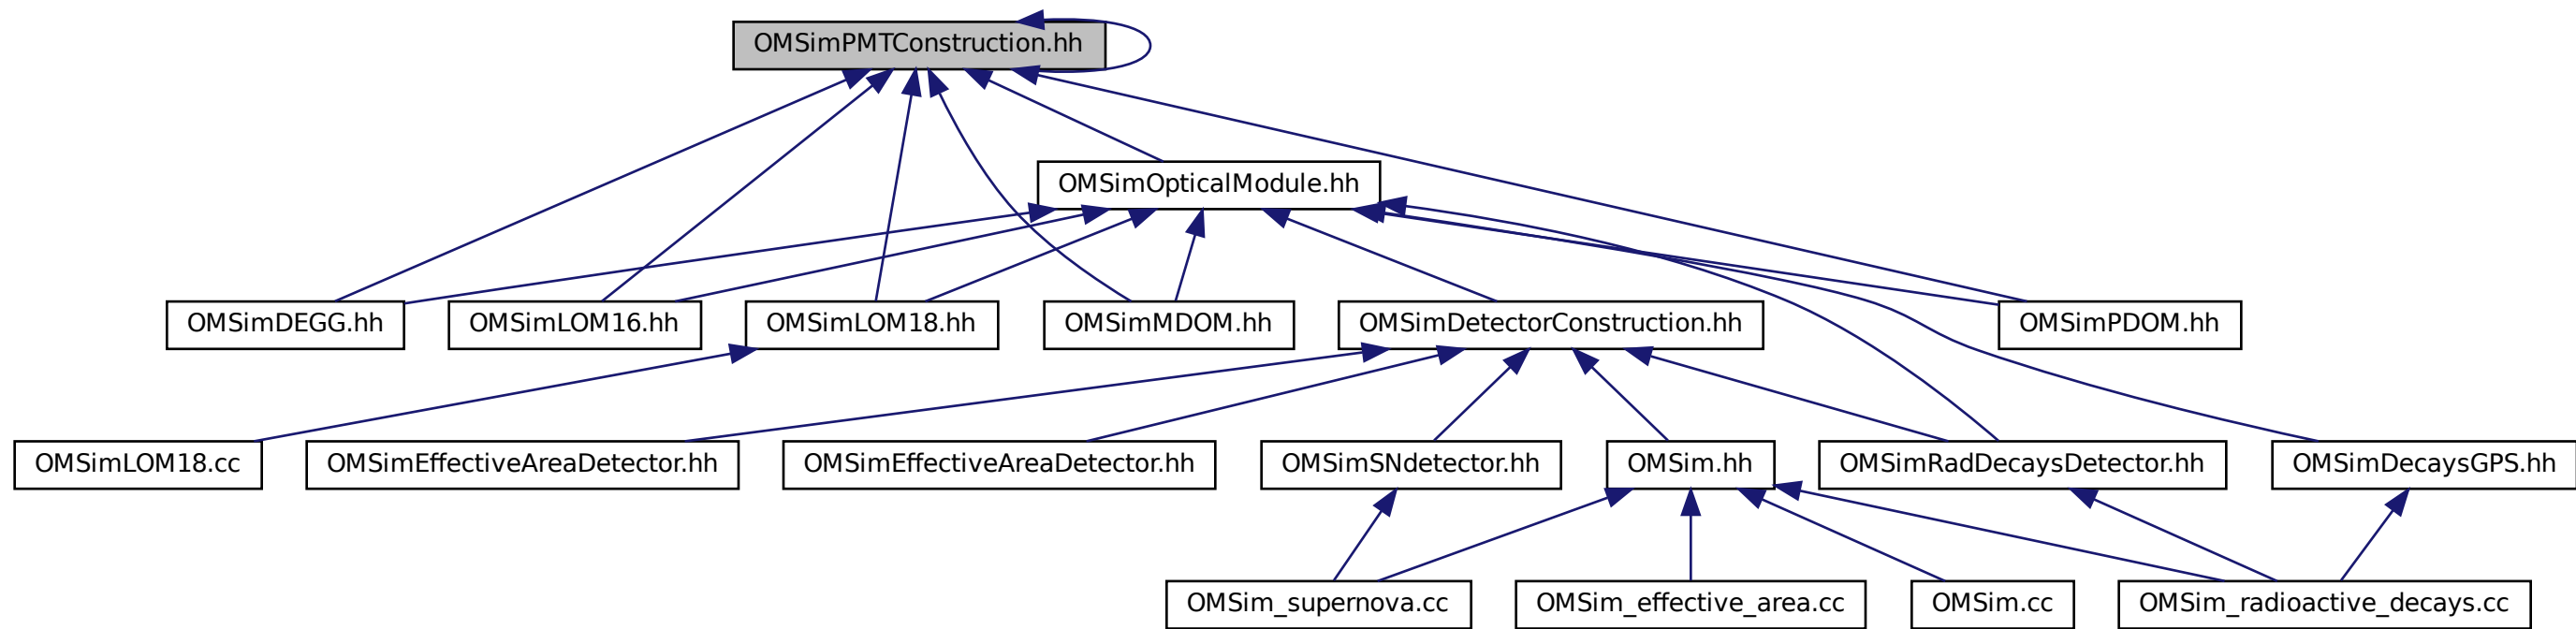 OMSimPMTConstruction.hh
OMSimOpticalModule.hh
OMSimDEGG.hh
OMSimLOM16.hh
OMSimLOM18.hh
OMSimMDOM.hh
OMSimDetectorConstruction.hh
OMSimPDOM.hh
OMSimLOM18.cc
OMSimEffectiveAreaDetector.hh
OMSimEffectiveAreaDetector.hh
OMSimSNdetector.hh
OMSim.hh
OMSimRadDecaysDetector.hh
OMSimDecaysGPS.hh
OMSim_supernova.cc
OMSim_effective_area.cc
OMSim.cc
OMSim_radioactive_decays.cc